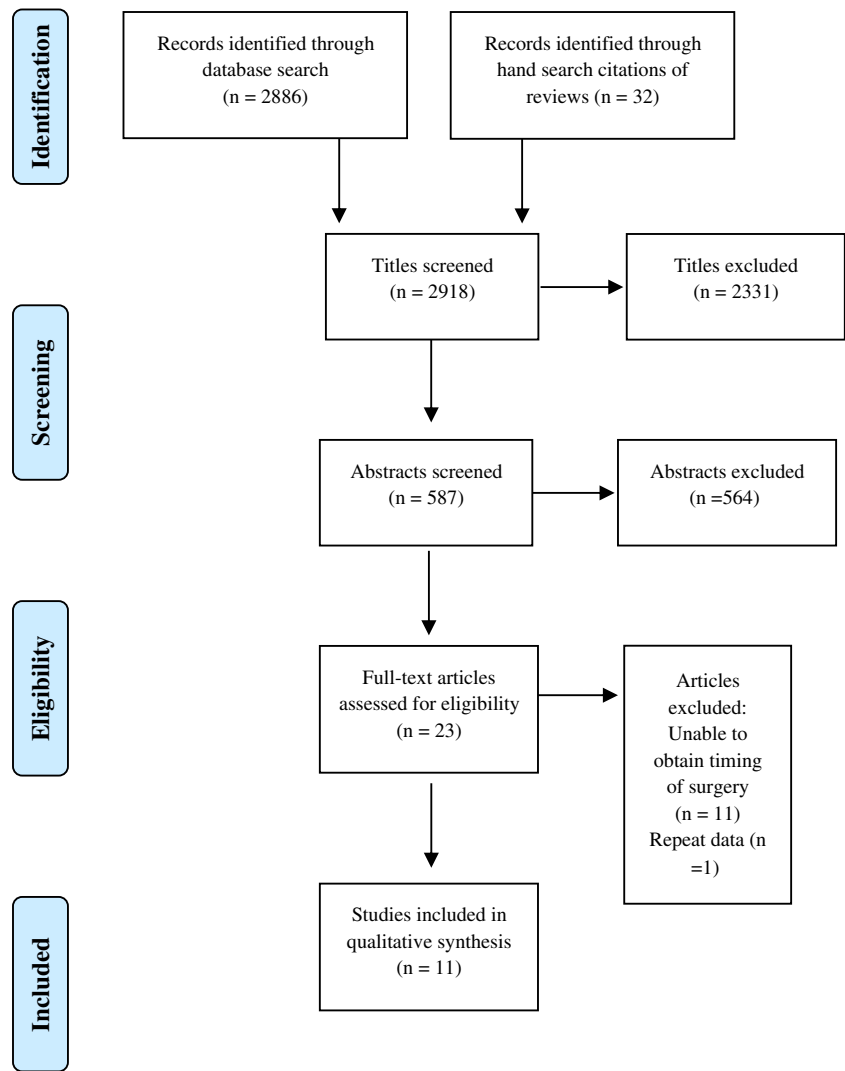 Identification
Records identified through
database search
(n = 2886)
Records identified through
hand search citations of
reviews (n = 32)
Screening
Titles screened
(n = 2918)
Titles excluded
(n = 2331)
Abstracts screened
(n = 587)
Abstracts excluded
(n =564)
Eligibility
Full-text articles
assessed for eligibility
(n = 23)
Articles
excluded:
Unable to
obtain timing
of surgery
(n = 11)
Repeat data (n
=1)
Included
Studies included in
qualitative synthesis
(n = 11)